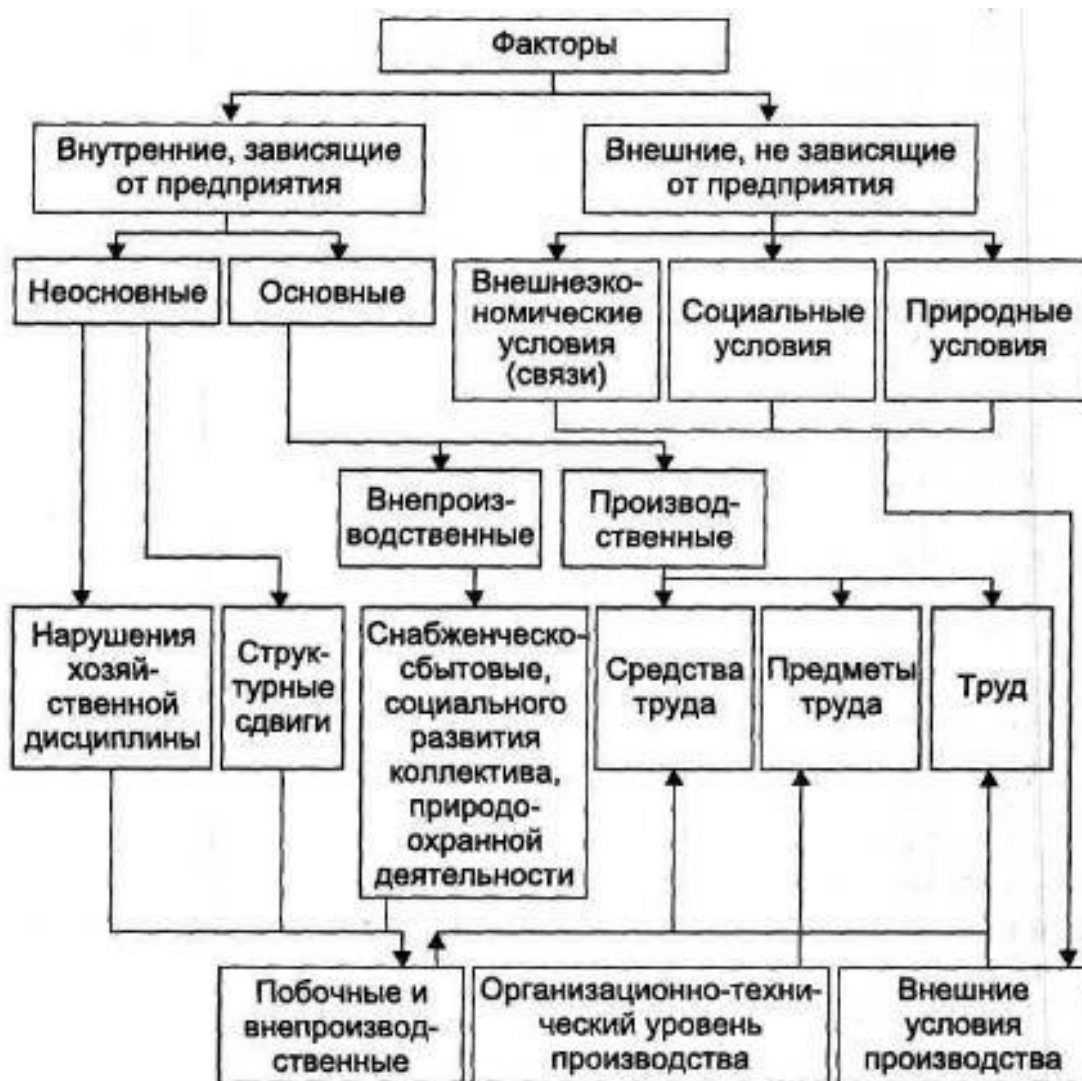 Факторы
Внутренние, зависящие
от предприятия
Внешние, не зависящие
от предприятия
Неосновные
Основные
Внешнеэко-
номические
условия
(связи)
Социальные
условия
Природные
условия
Внепроиз-
водственные
Производ-
ственные
Нарушения
хозяй-
ственной
дисциплины
Струк-
турные
сдвиги
Снабженческо-
сбытовые,
социального
развития
коллектива,
природо-
охранной
деятельности
Средства
труда
Предметы
труда
Труд
Побочные и
внепроизвод-
ственные
Организационно-техни-
ческий уровень
производства
Внешние
условия
производства